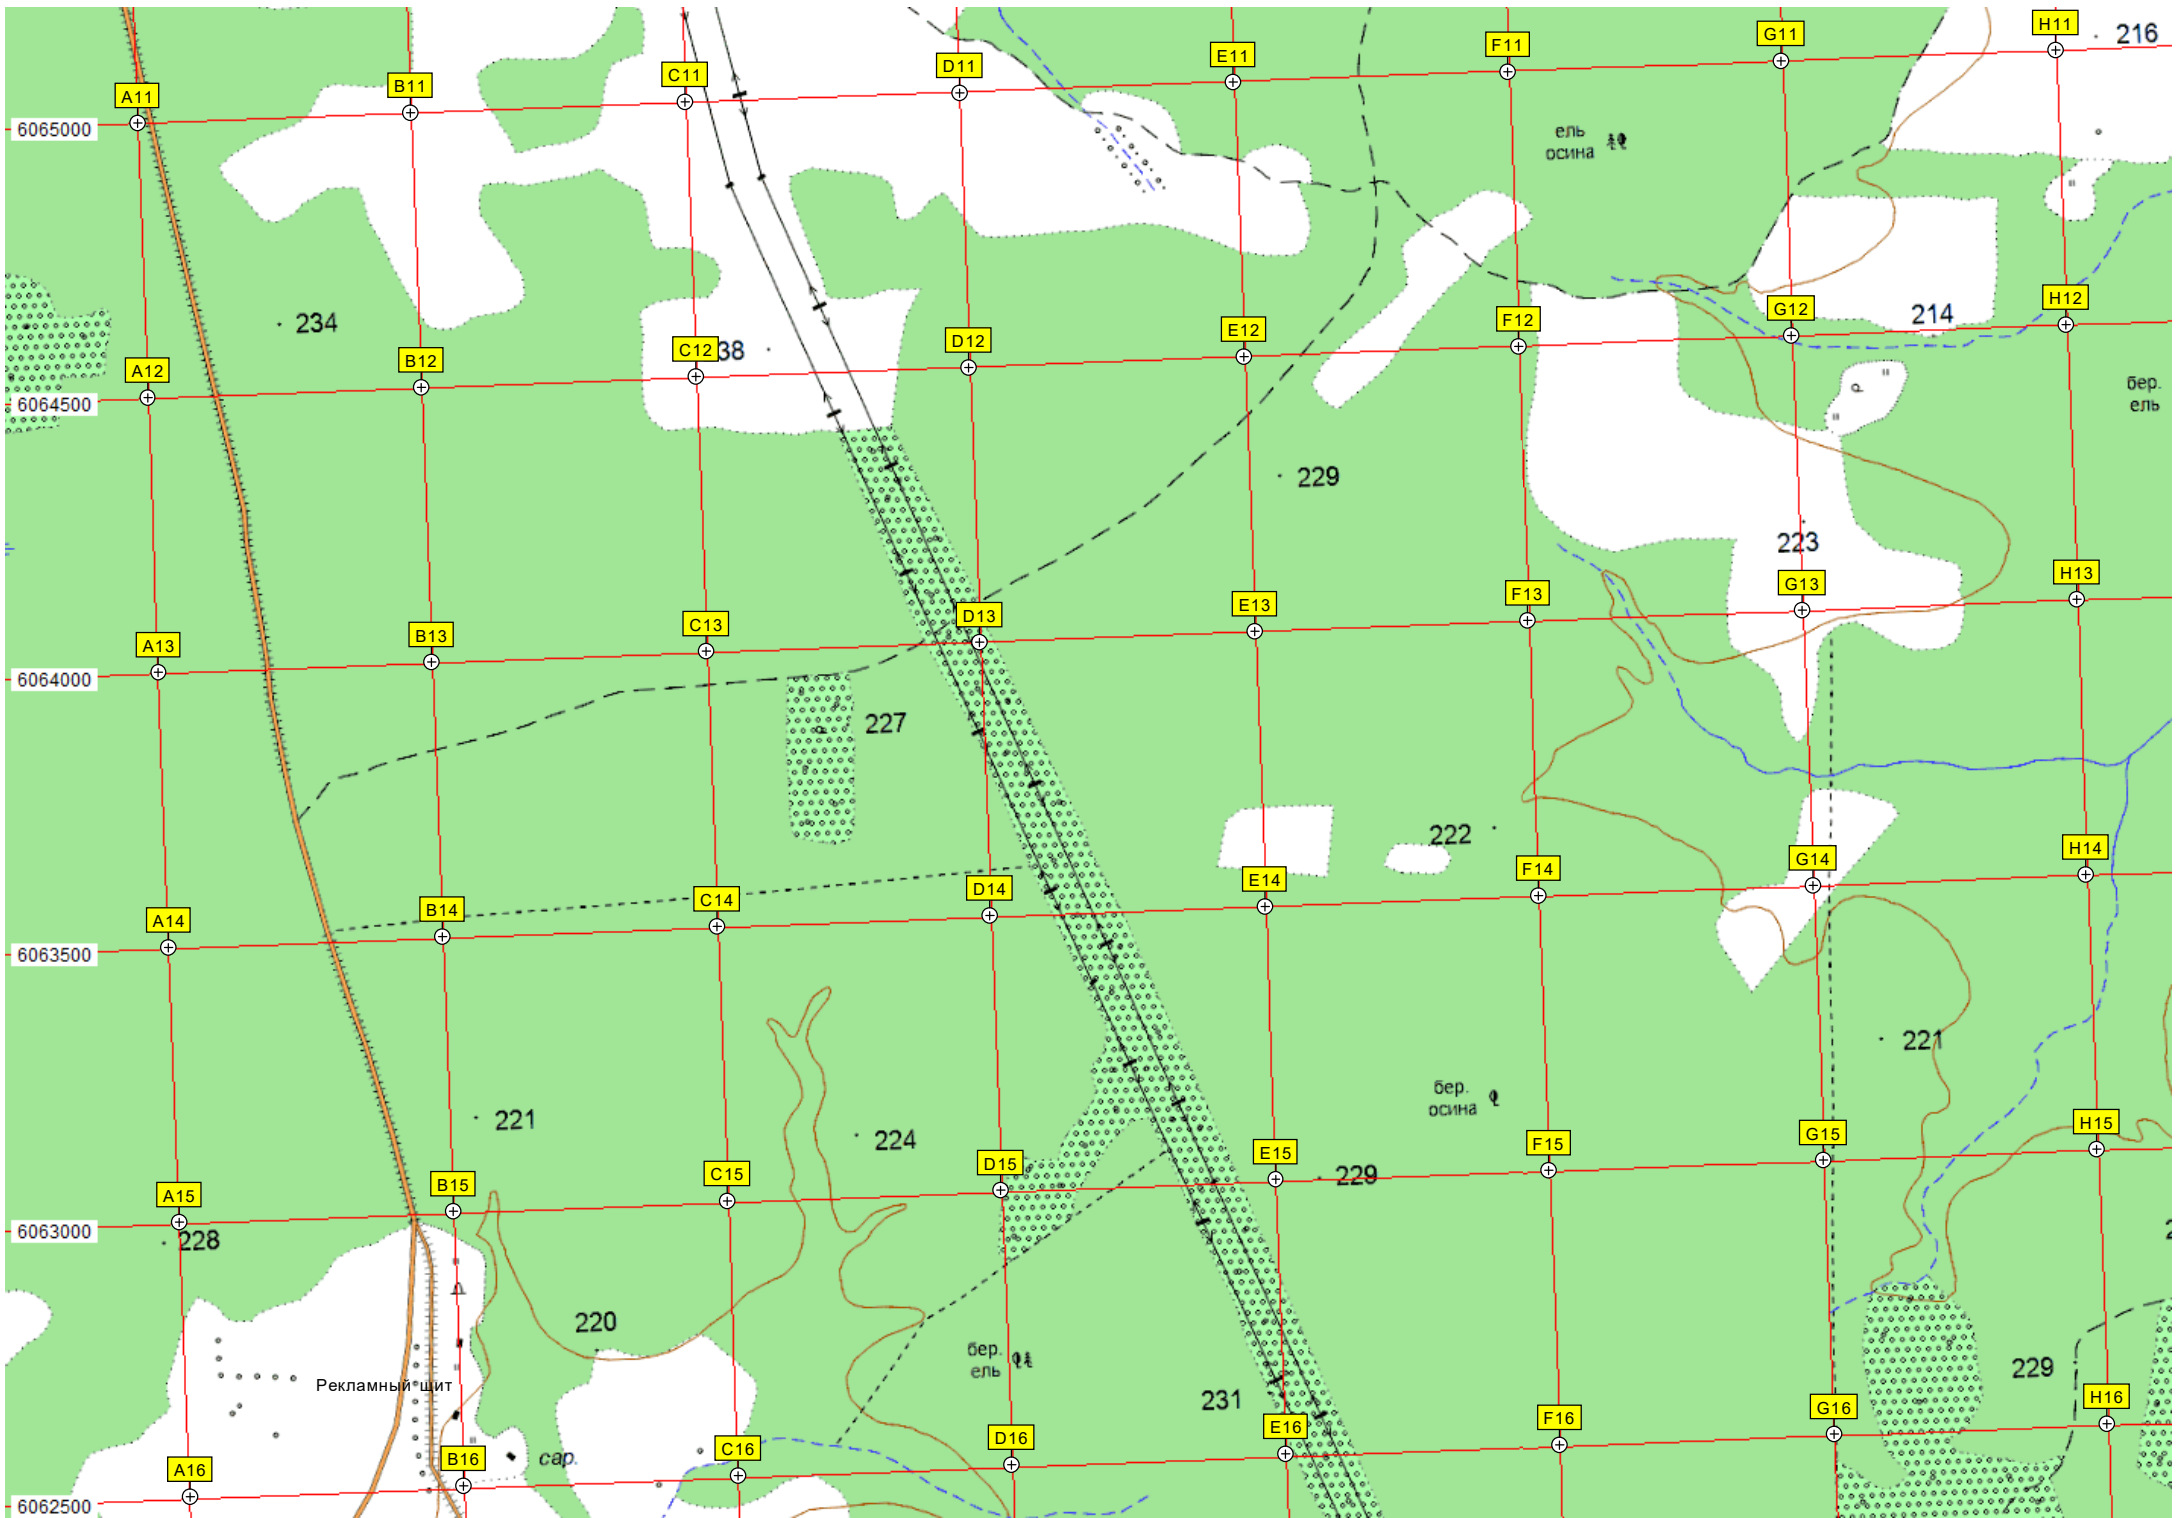 A11
B11
C11
D11
E11
F11
G11
H11
216
6065000
ель
осина
234
A12
B12
C12
38
D12
E12
F12
G12
214
H12
6064500
бер.
ель
229
223
A13
B13
C13
D13
E13
F13
G13
H13
6064000
227
222
A14
B14
C14
D14
E14
F14
G14
H14
6063500
221
бер.
осина
221
224
A15
B15
C15
D15
E15
229
F15
G15
H15
6063000
228
220
бер.
ель
229
Рекламный щит
231
A16
B16
сар.
C16
D16
E16
F16
G16
H16
6062500